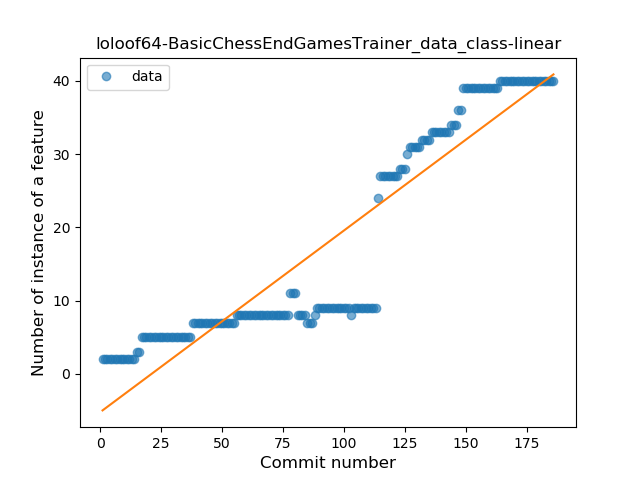 loloof64-BasicChessEndGamesTrainer_data_class-linear
data
Number of instance of a feature
40
30
20
10
0
0 25 50 75 100 125 150 175
Commit number